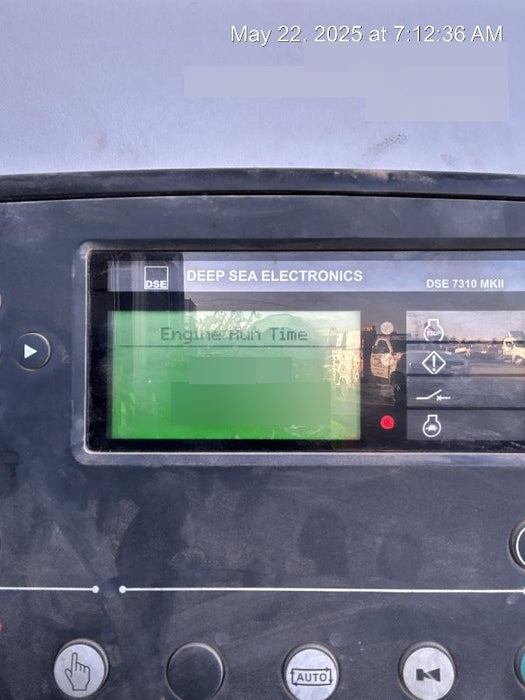 May 22, 2025 at 7:12:36 AM
DSE
DEEP SEA ELECTRONICS
DSE 7310 MKII
Engine Run Time
AUTO